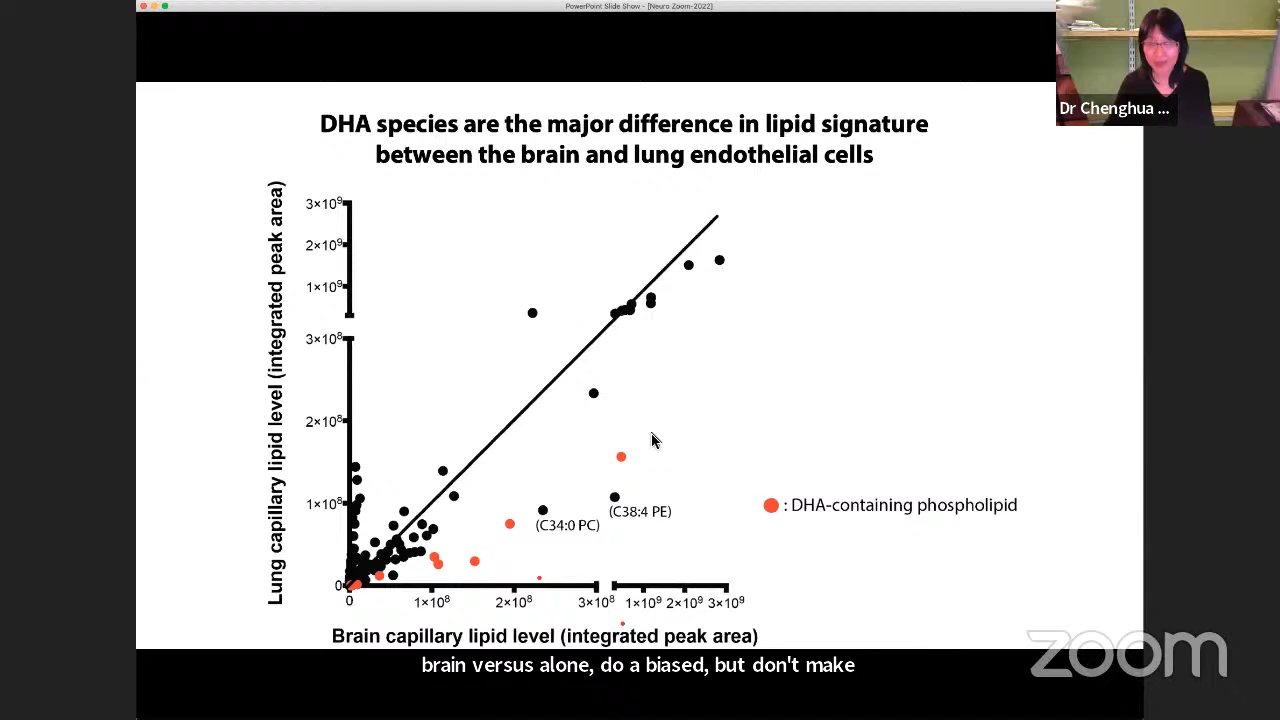 PowerPoint Slide Show - [Neuro Zoom-2022]
Dr Chenghua ...
DHA species are the major difference in lipid signature
between the brain and lung endothelial cells
Lung capillary lipid level (integrated peak area)
3×10⁹
2×10⁹
1×10⁹
3×10⁸
2×10⁸
1×10⁸
0
(C34:0 PC)
(C38:4 PE)
: DHA-containing phospholipid
0 1×10⁸ 2×10⁸ 3×10⁸ 1×10⁹ 2×10⁹ 3×10⁹
Brain capillary lipid level (integrated peak area)
brain versus alone, do a biased, but don't make
zoom